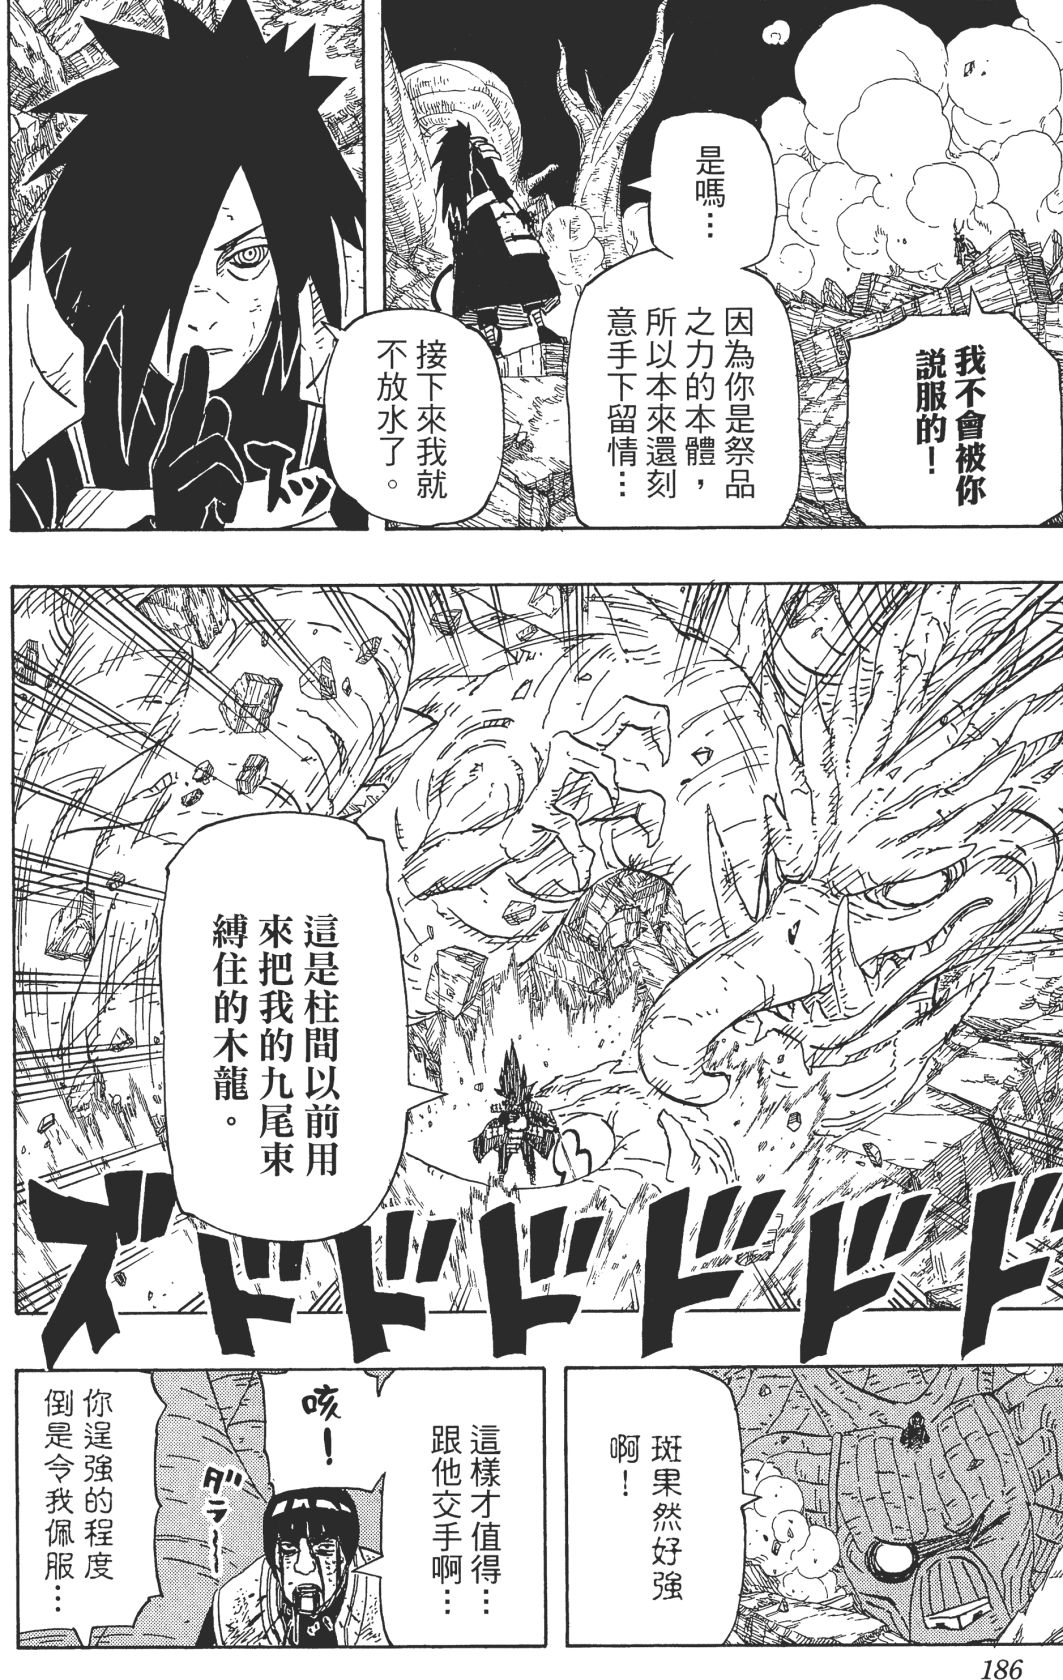 我不會被你
說服的！
是嗎…
因為你是祭品
之力的本體，
所以本來還刻
意手下留情…
接下來我就
不放水了。
ズッ
這是柱間以前用
來把我的九尾束
縛住的木龍。
ズドドドドドド
斑果然好強
啊！
這樣才值得…
跟他交手啊…
咳！
ダラ～
你逞強的程度
倒是令我佩服…
186